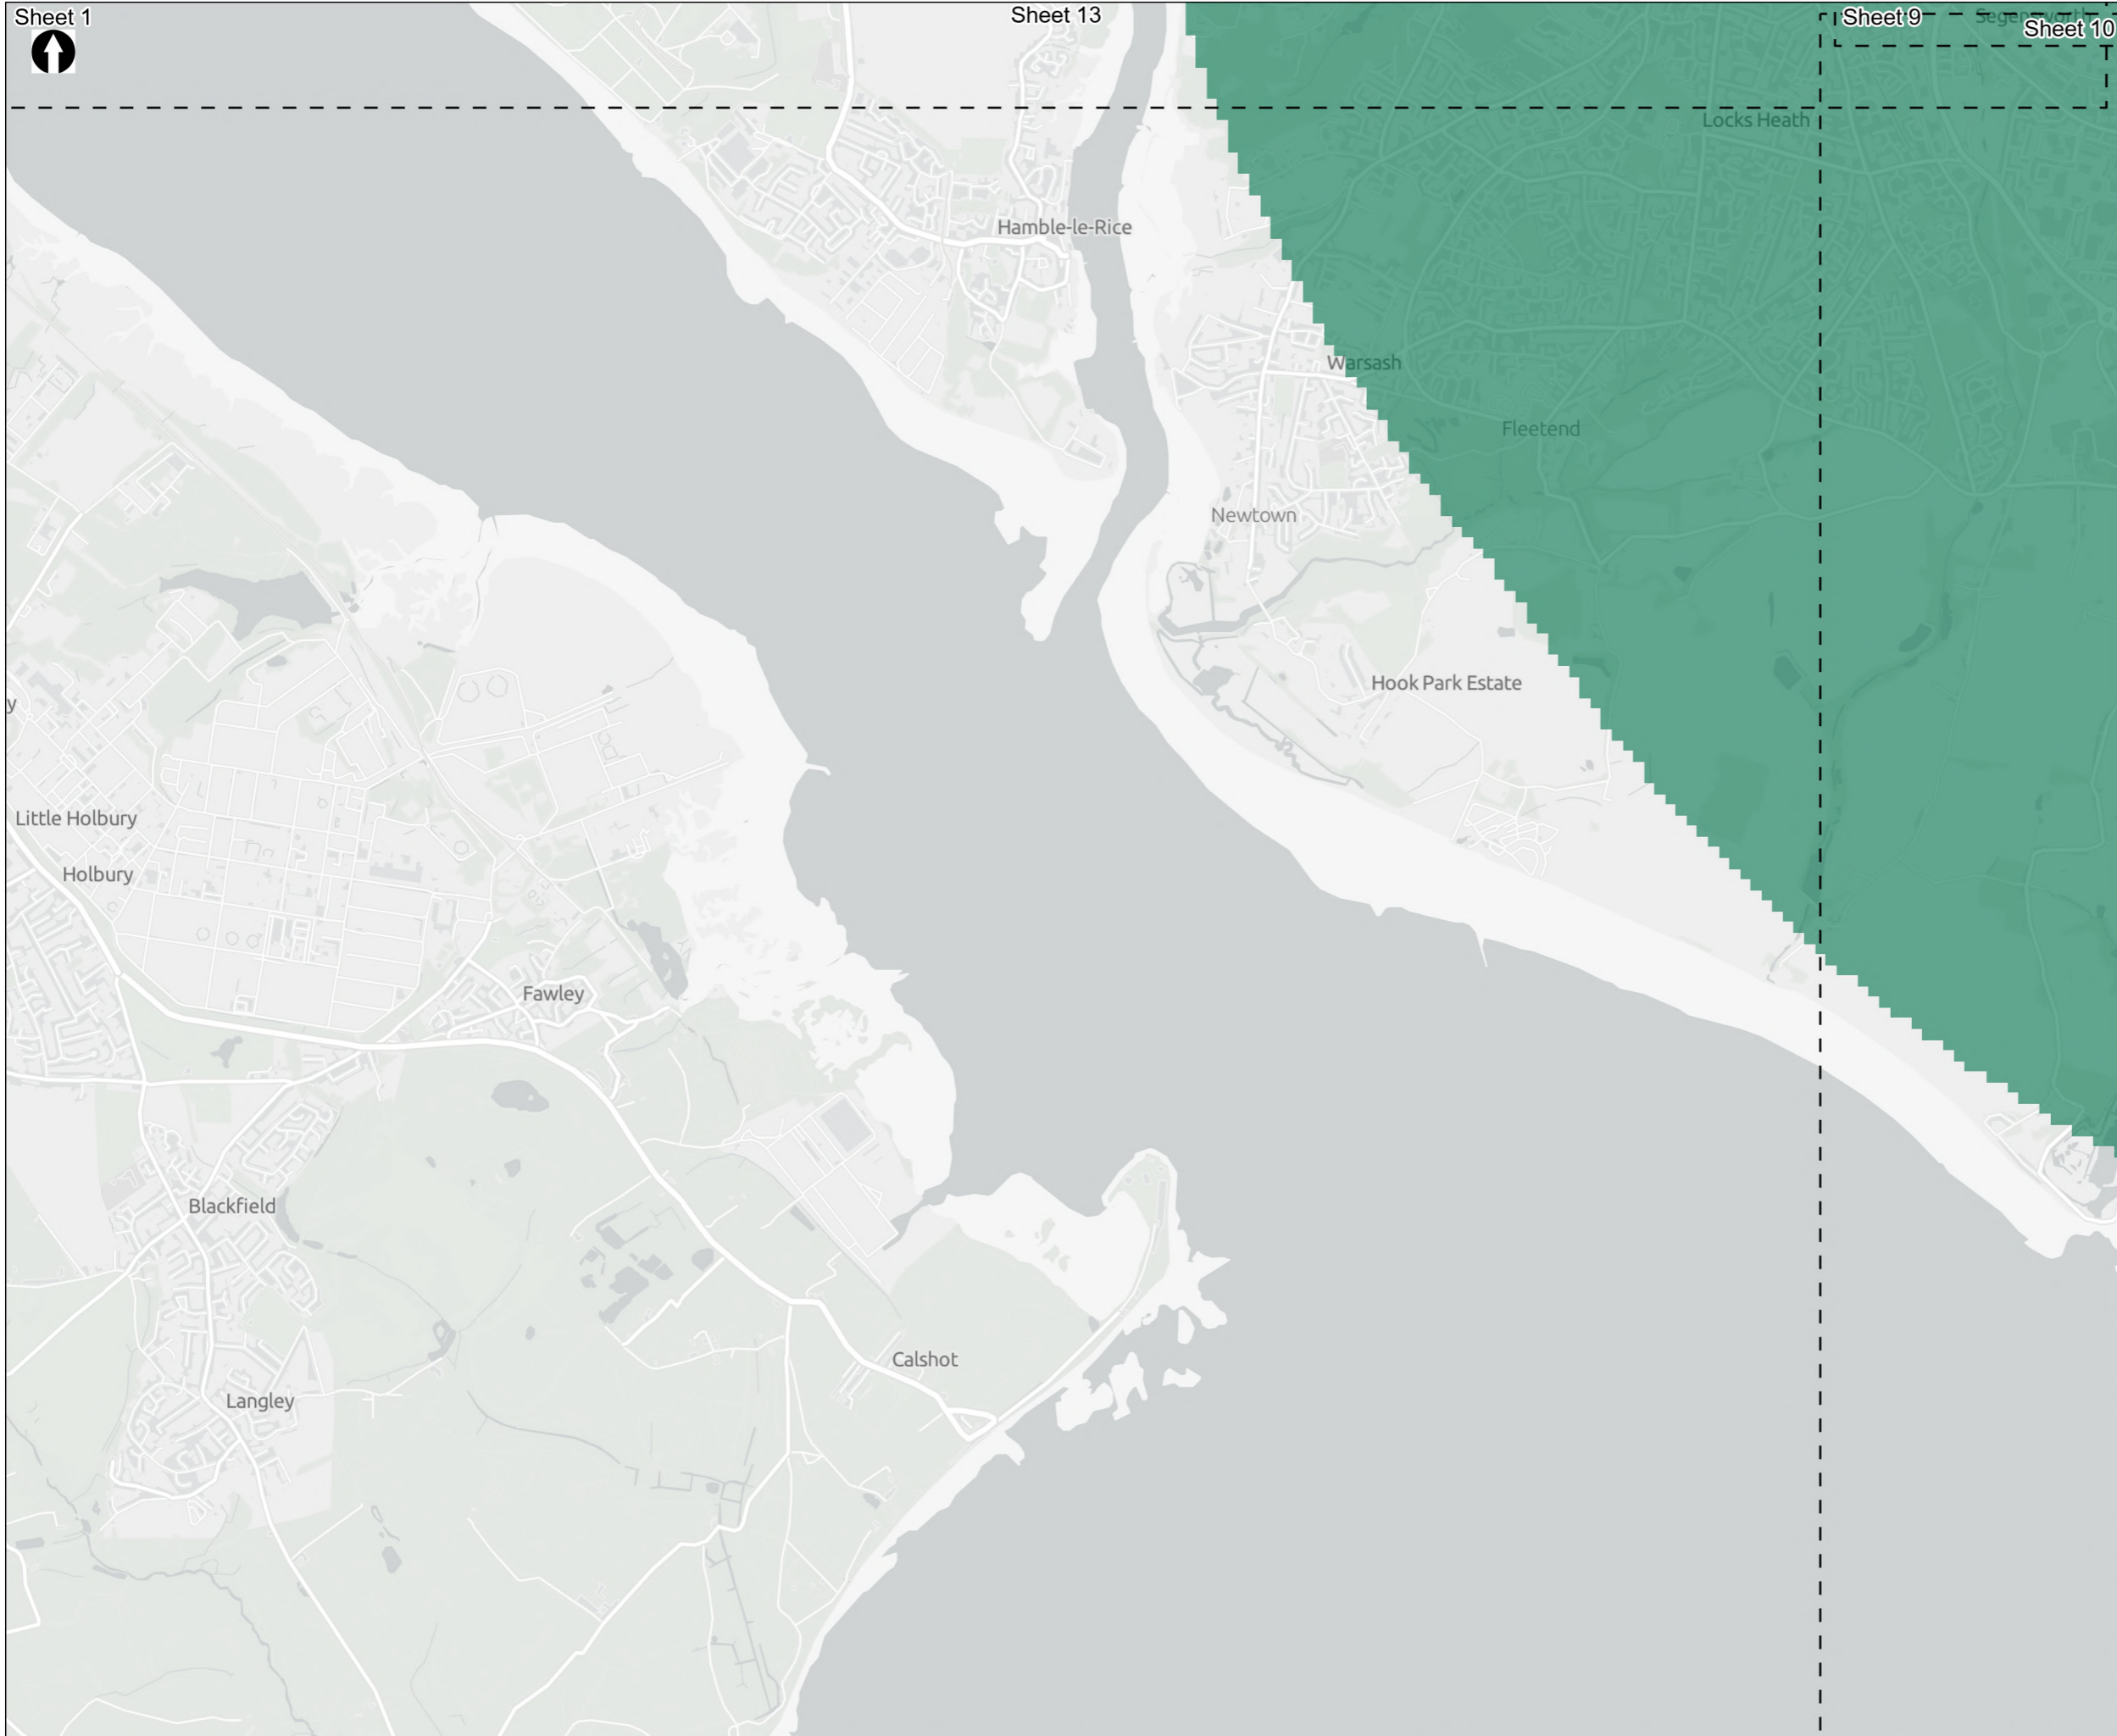 Sheet 1
Sheet 13
Sheet 9
Segensworth
Sheet 10
Locks Heath
Hamble-le-Rice
Warsash
Fleetend
Newtown
Hook Park Estate
y
Little Holbury
Holbury
Fawley
Blackfield
Calshot
Langley